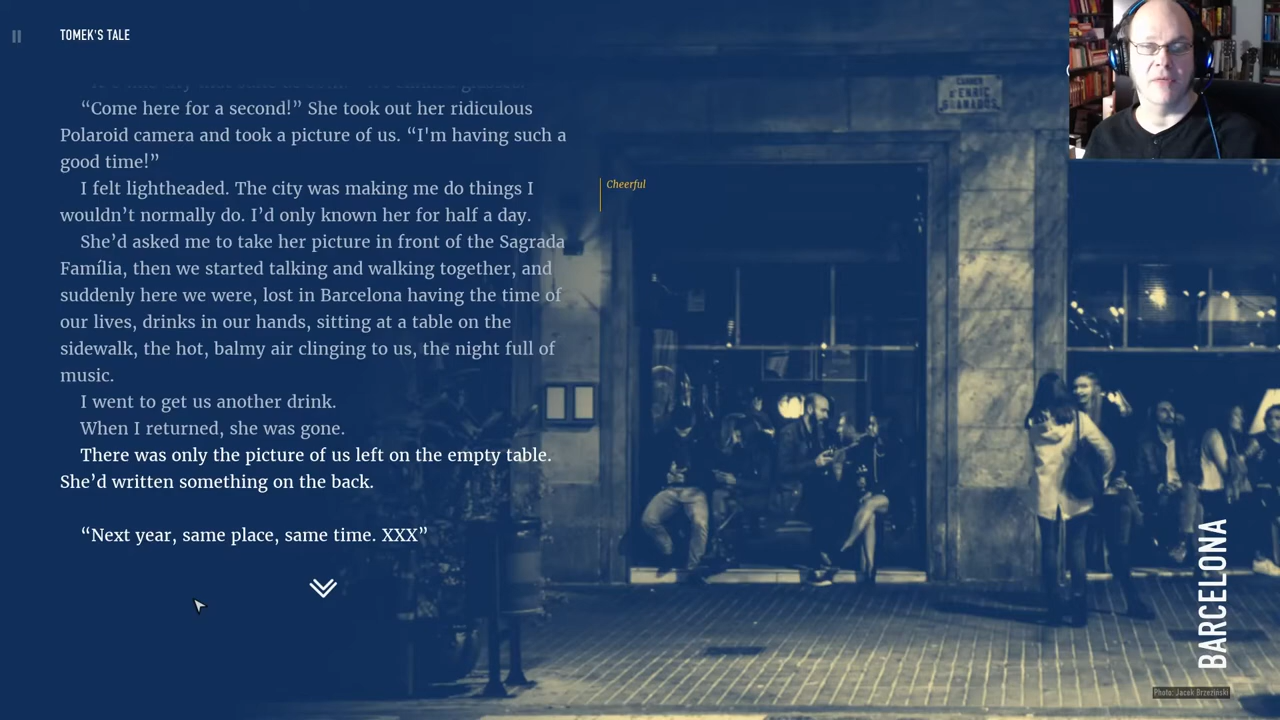 TOMEK'S TALE
“Come here for a second!” She took out her ridiculous
Polaroid camera and took a picture of us. “I'm having such a
good time!”
I felt lightheaded. The city was making me do things I
wouldn’t normally do. I’d only known her for half a day.
She’d asked me to take her picture in front of the Sagrada
Família, then we started talking and walking together, and
suddenly here we were, lost in Barcelona having the time of
our lives, drinks in our hands, sitting at a table on the
sidewalk, the hot, balmy air clinging to us, the night full of
music.
I went to get us another drink.
When I returned, she was gone.
There was only the picture of us left on the empty table.
She’d written something on the back.
“Next year, same place, same time. XXX”
Cheerful
CARRER
D'ENRIC
GRANADOS
BARCELONA
Photo: Jacek Brzezinski